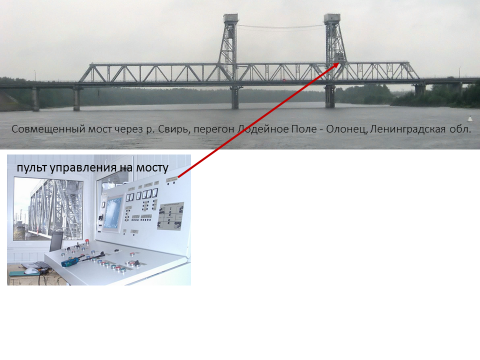 Совмещенный мост через р. Свирь, перегон Лодейное Поле - Олонец, Ленинградская обл.
пульт управления на мосту